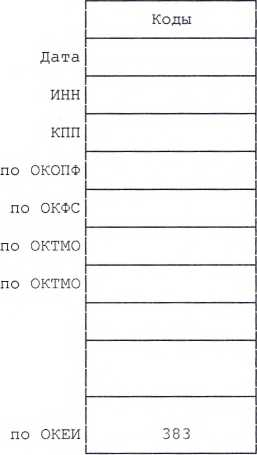 Коды
Дата
ИНН
КПП
по ОКОПФ
по ОКФС
по ОКТМО
по ОКТМО
по ОКЕИ 383